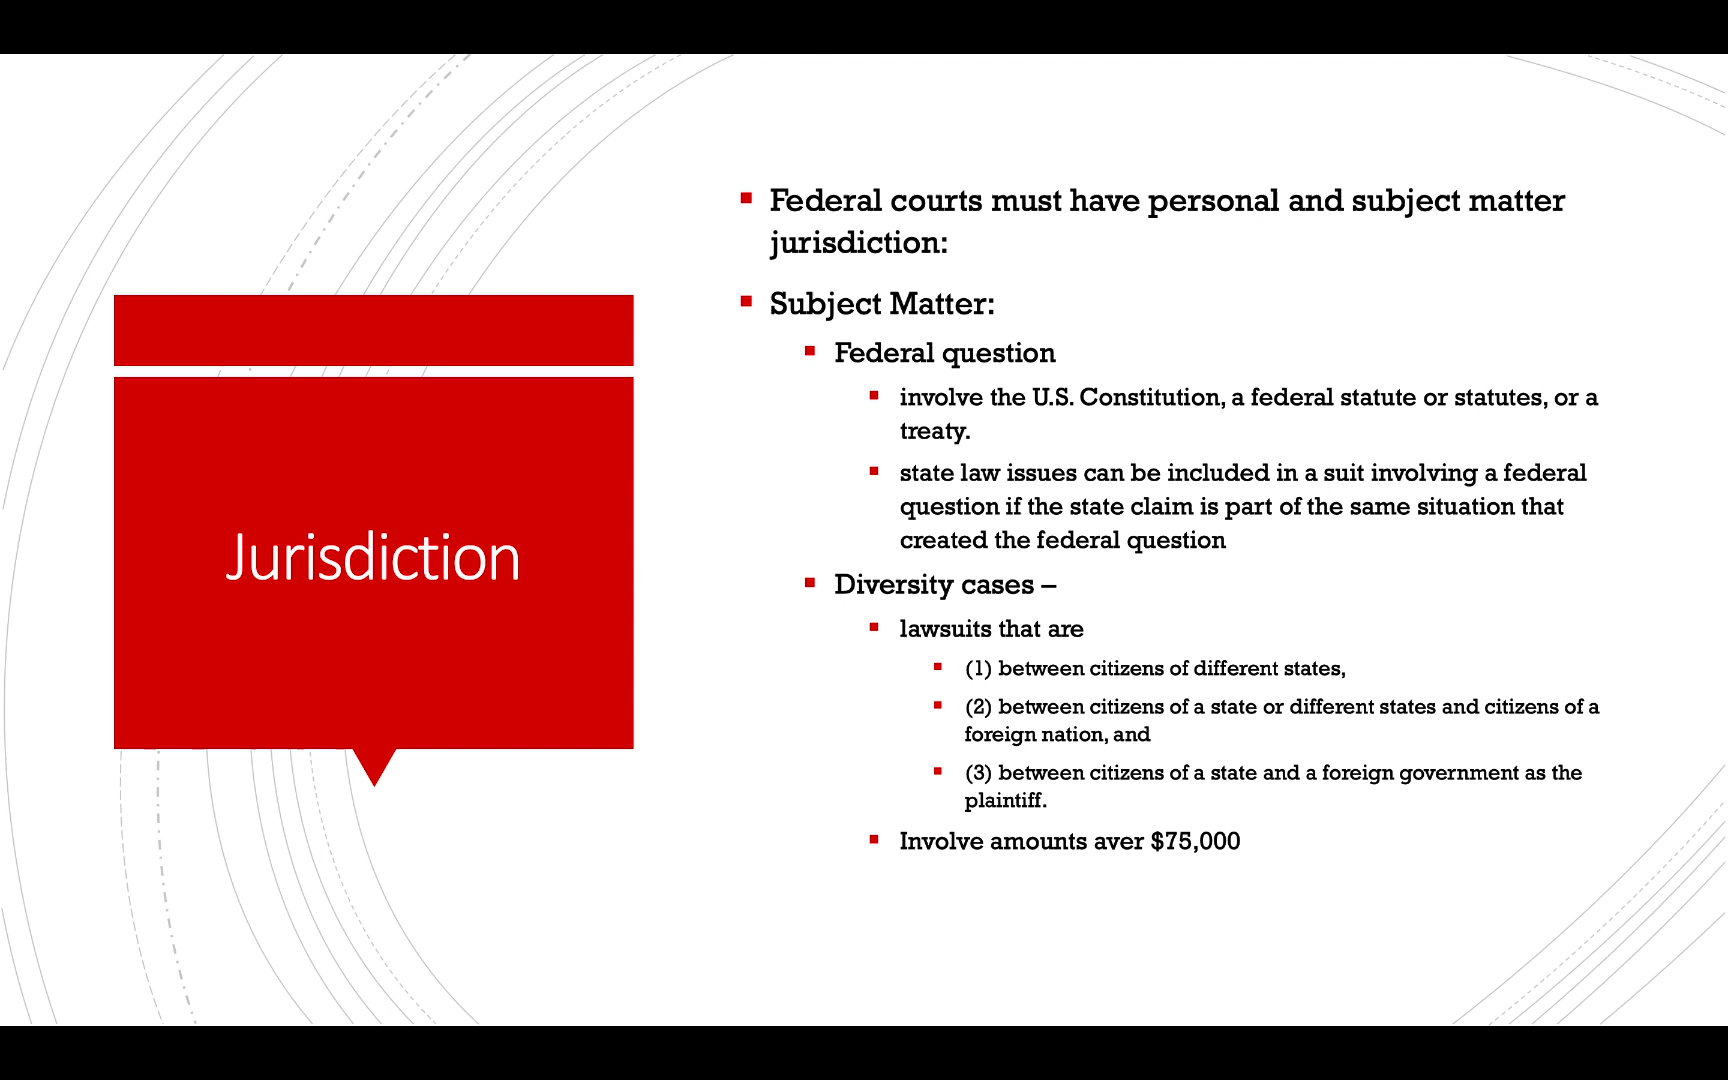 Jurisdiction
Federal courts must have personal and subject matter
jurisdiction:
Subject Matter:
Federal question
involve the U.S. Constitution, a federal statute or statutes, or a
treaty.
state law issues can be included in a suit involving a federal
question if the state claim is part of the same situation that
created the federal question
Diversity cases –
lawsuits that are
(1) between citizens of different states,
(2) between citizens of a state or different states and citizens of a
foreign nation, and
(3) between citizens of a state and a foreign government as the
plaintiff.
Involve amounts aver $75,000